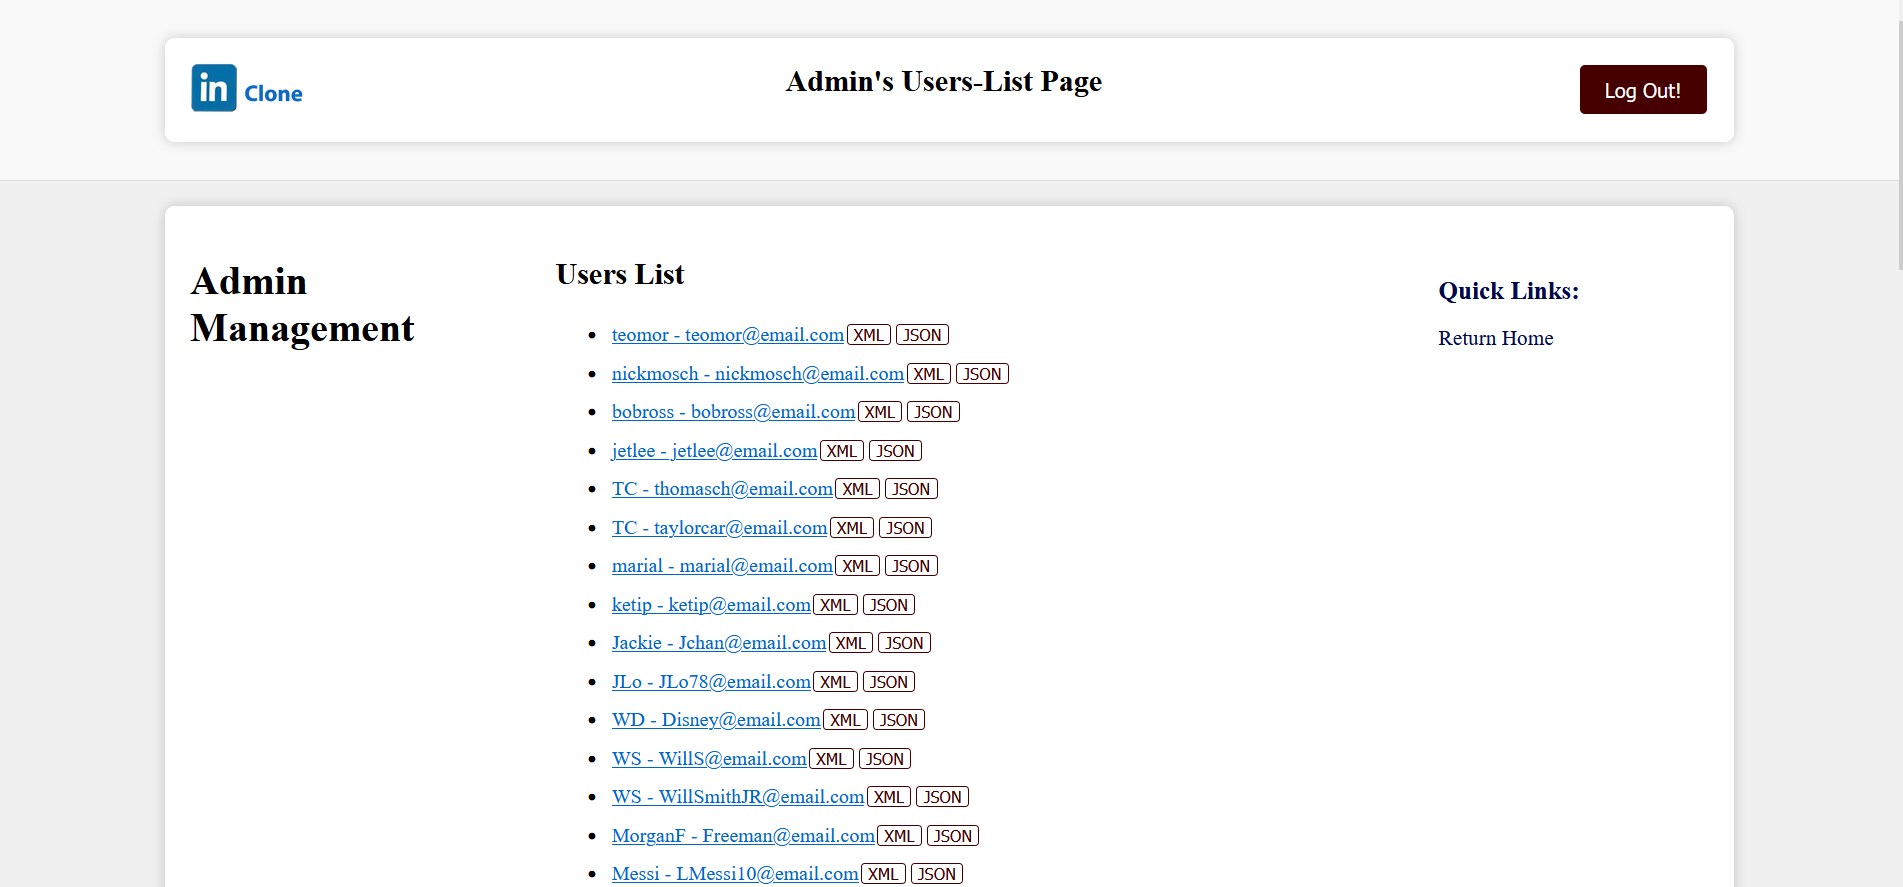 in Clone
Admin's Users-List Page
Log Out!
Admin
Management
Users List
teomor - teomor@email.com XML JSON
nickmosch - nickmosch@email.com XML JSON
bobross - bobross@email.com XML JSON
jetlee - jetlee@email.com XML JSON
TC - thomasch@email.com XML JSON
TC - taylorcar@email.com XML JSON
marial - marial@email.com XML JSON
ketip - ketip@email.com XML JSON
Jackie - Jchan@email.com XML JSON
JLo - JLo78@email.com XML JSON
WD - Disney@email.com XML JSON
WS - WillS@email.com XML JSON
WS - WillSmithJR@email.com XML JSON
MorganF - Freeman@email.com XML JSON
Messi - LMessi10@email.com XML JSON
Quick Links:
Return Home